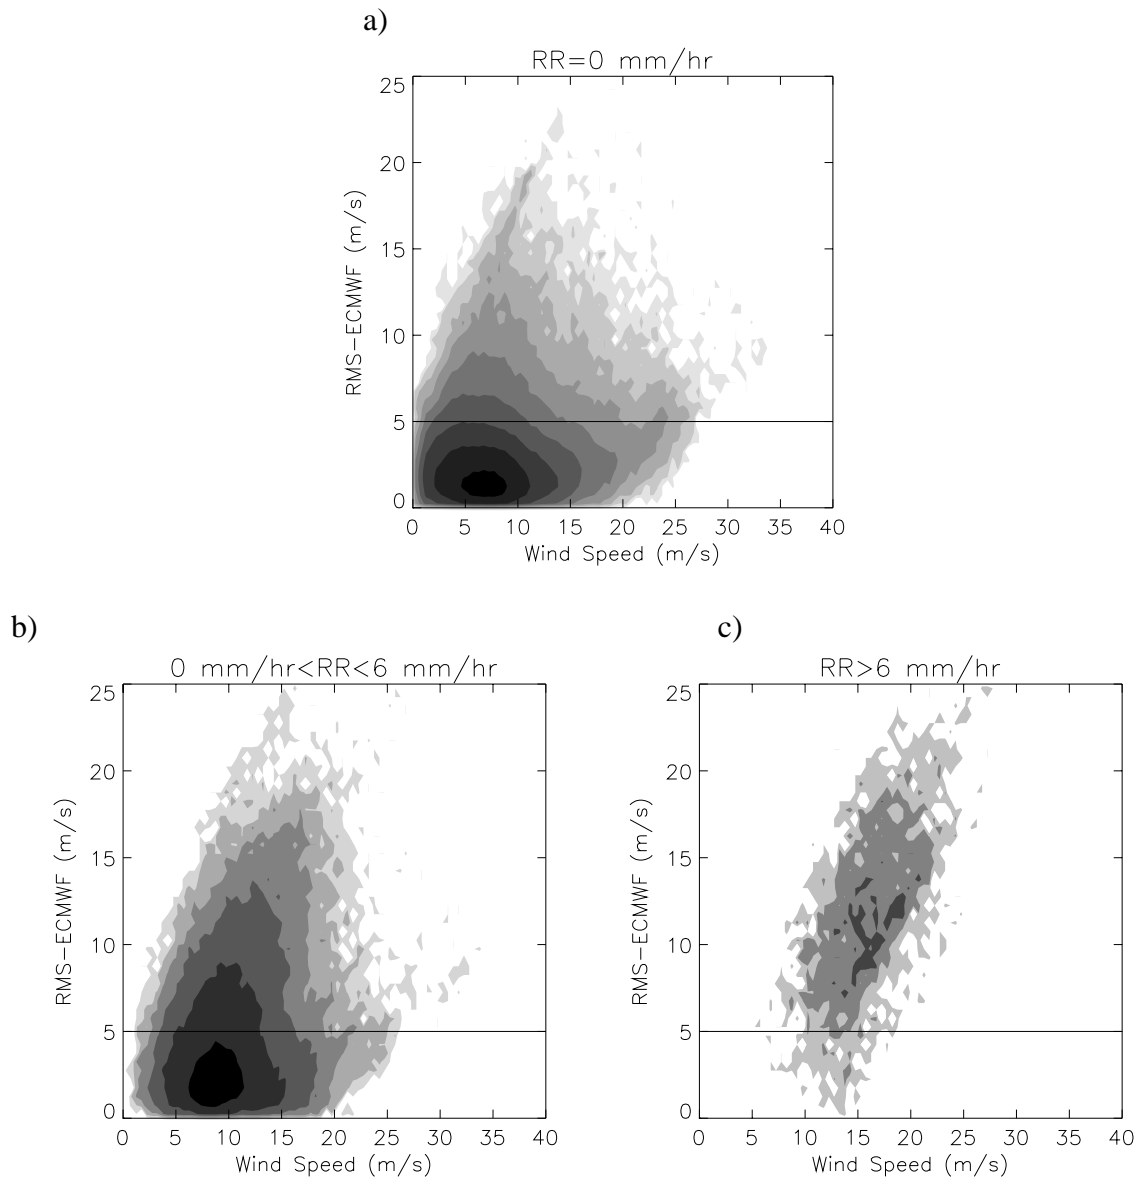 a)
RR=0 mm/hr
25
20
15
10
5
0
RMS-ECMWF (m/s)
0 5 10 15 20 25 30 35 40
Wind Speed (m/s)
b)
0 mm/hr<RR<6 mm/hr
25
20
15
10
5
0
RMS-ECMWF (m/s)
0 5 10 15 20 25 30 35 40
Wind Speed (m/s)
c)
RR>6 mm/hr
25
20
15
10
5
0
RMS-ECMWF (m/s)
0 5 10 15 20 25 30 35 40
Wind Speed (m/s)